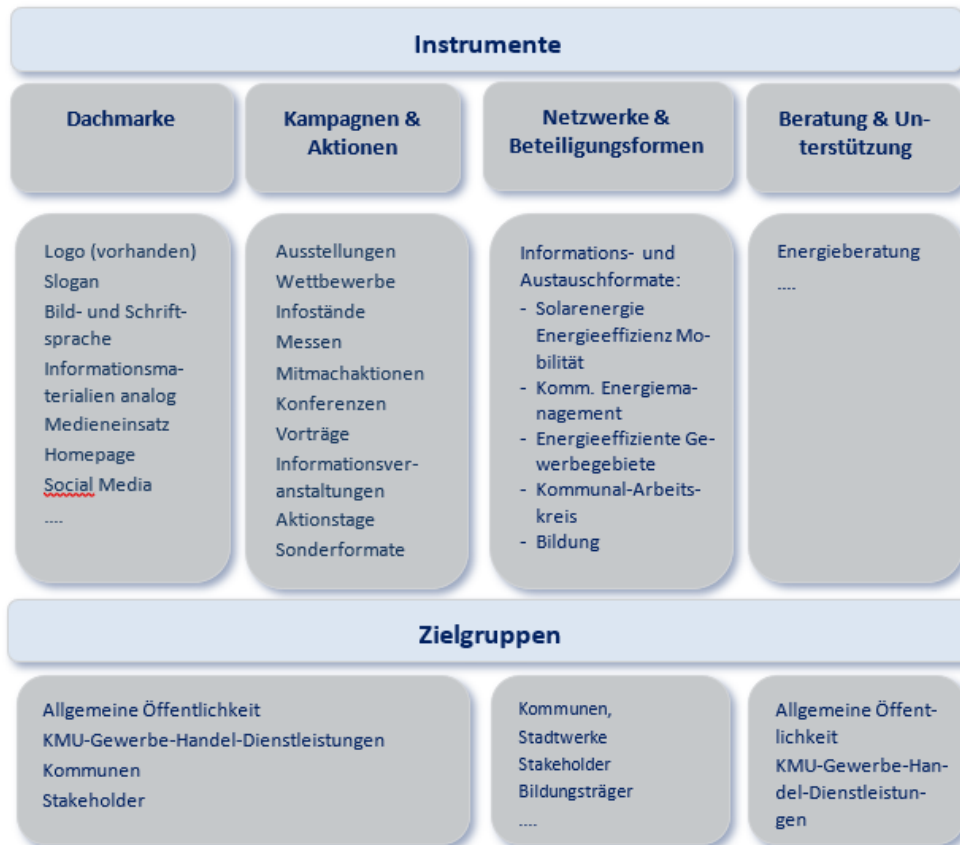 Instrumente
Dachmarke
Kampagnen &
Aktionen
Netzwerke &
Beteiligungsformen
Beratung & Un-
terstützung
Logo (vorhanden)
Slogan
Bild- und Schrift-
sprache
Informationsma-
terialien analog
Medieneinsatz
Homepage
Social Media
....
Ausstellungen
Wettbewerbe
Infostände
Messen
Mitmachaktionen
Konferenzen
Vorträge
Informationsver-
anstaltungen
Aktionstage
Sonderformate
Informations- und
Austauschformate:
- Solarenergie
Energieeffizienz Mo-
bilität
- Komm. Energiema-
nagement
- Energieeffiziente Ge-
werbegebiete
- Kommunal-Arbeits-
kreis
- Bildung
Energieberatung
....
Zielgruppen
Allgemeine Öffentlichkeit
KMU-Gewerbe-Handel-Dienstleistungen
Kommunen
Stakeholder
Kommunen,
Stadtwerke
Stakeholder
Bildungsträger
....
Allgemeine Öffent-
lichkeit
KMU-Gewerbe-Han-
del-Dienstleistun-
gen